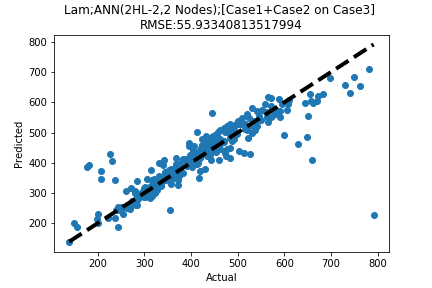 Lam;ANN(2HL-2,2 Nodes);[Case1+Case2 on Case3]
RMSE:55.93340813517994
800
700
600
500
400
300
200
Predicted
200 300 400 500 600 700 800
Actual